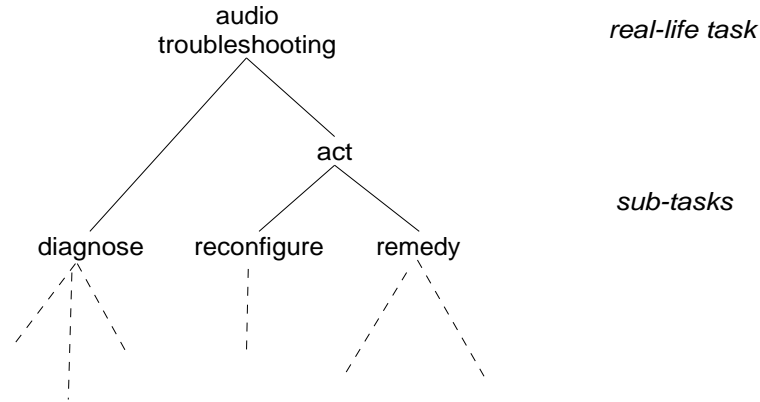 audio
troubleshooting
real-life task
act
sub-tasks
diagnose
reconfigure
remedy